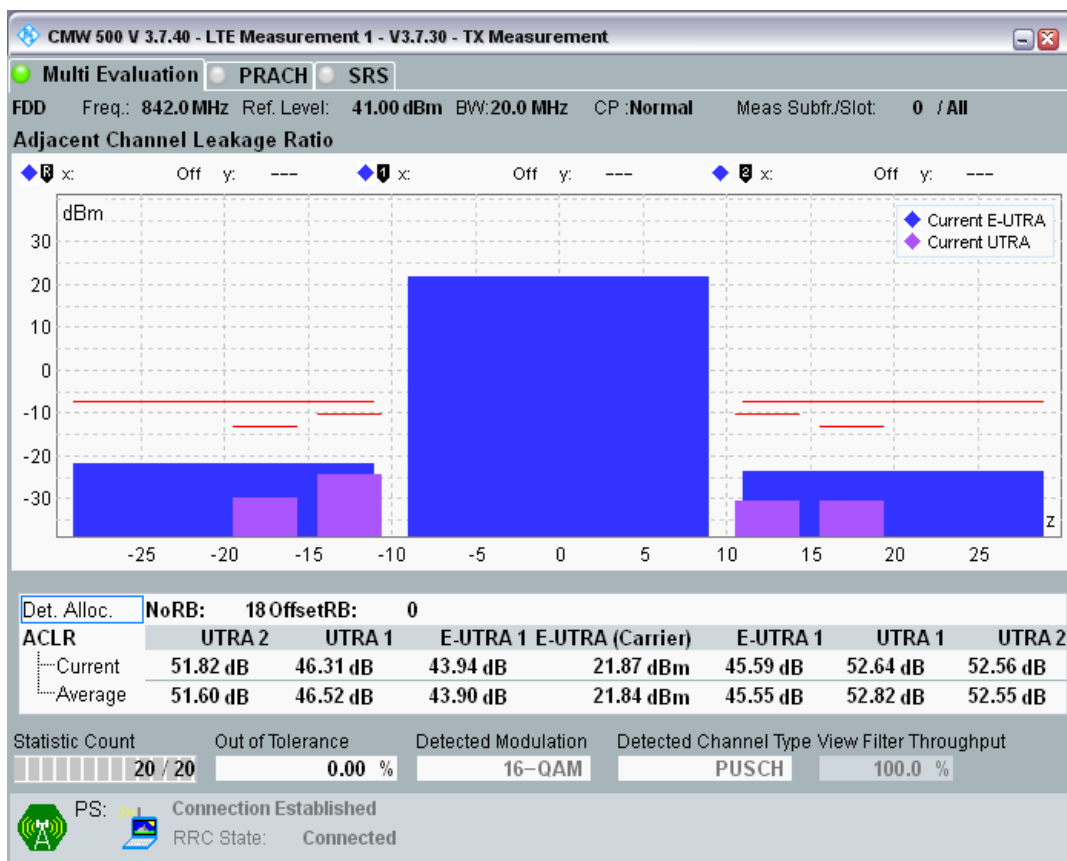 CMW 500 V 3.7.40 - LTE Measurement 1 - V3.7.30 - TX Measurement
Multi Evaluation PRACH SRS
FDD Freq.: 842.0 MHz Ref. Level: 41.00 dBm BW:20.0 MHz CP :Normal Meas Subfr./Slot: 0 / All
Adjacent Channel Leakage Ratio
R x: Off y: --- 1 x: Off y: --- 2 x: Off y: ---
dBm
Current E-UTRA
Current UTRA
30
20
10
0
-10
-20
-30
z
-25 -20 -15 -10 -5 0 5 10 15 20 25
Det. Alloc. NoRB: 18 OffsetRB: 0
ACLR UTRA 2 UTRA 1 E-UTRA 1 E-UTRA (Carrier) E-UTRA 1 UTRA 1 UTRA 2
Current 51.82 dB 46.31 dB 43.94 dB 21.87 dBm 45.59 dB 52.64 dB 52.56 dB
Average 51.60 dB 46.52 dB 43.90 dB 21.84 dBm 45.55 dB 52.82 dB 52.55 dB
Statistic Count Out of Tolerance Detected Modulation Detected Channel Type View Filter Throughput
20 / 20 0.00 % 16-QAM PUSCH 100.0 %
PS: Connection Established
RRC State: Connected